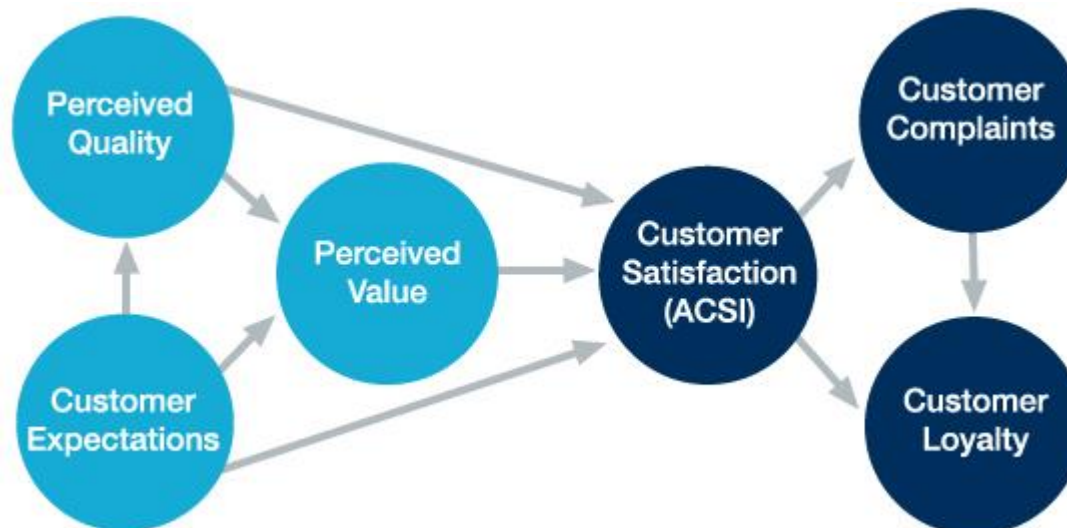 Perceived
Quality
Customer
Expectations
Perceived
Value
Customer
Satisfaction
(ACSI)
Customer
Complaints
Customer
Loyalty